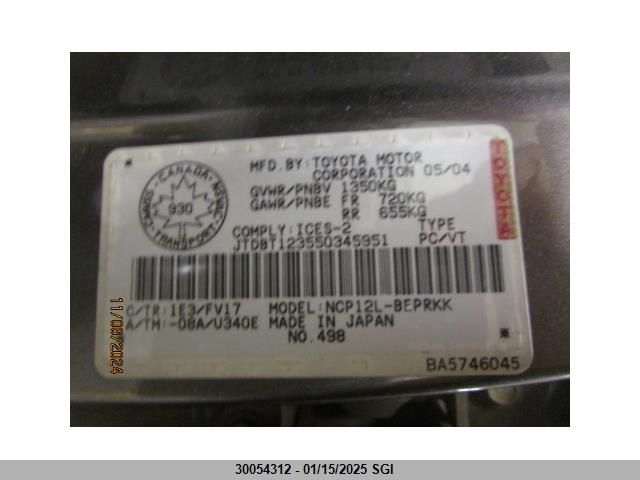 MFD.BY:TOYOTA MOTOR
CORPORATION 05/04
GVWR/PNBV 1350KG
GAWR/PNBE FR 720KG
RR 655KG
COMPLY:ICES-2 TYPE
JTDBT123550345951 PC/VT
CANADA
930
TRANSPORT
TOYOTA
C/TR:1E3/FV17 MODEL:NCP12L-BEPRKK
A/TM:-08A/U340E MADE IN JAPAN
NO.498
BA5746045
11/08/2024
30054312 - 01/15/2025 SGI